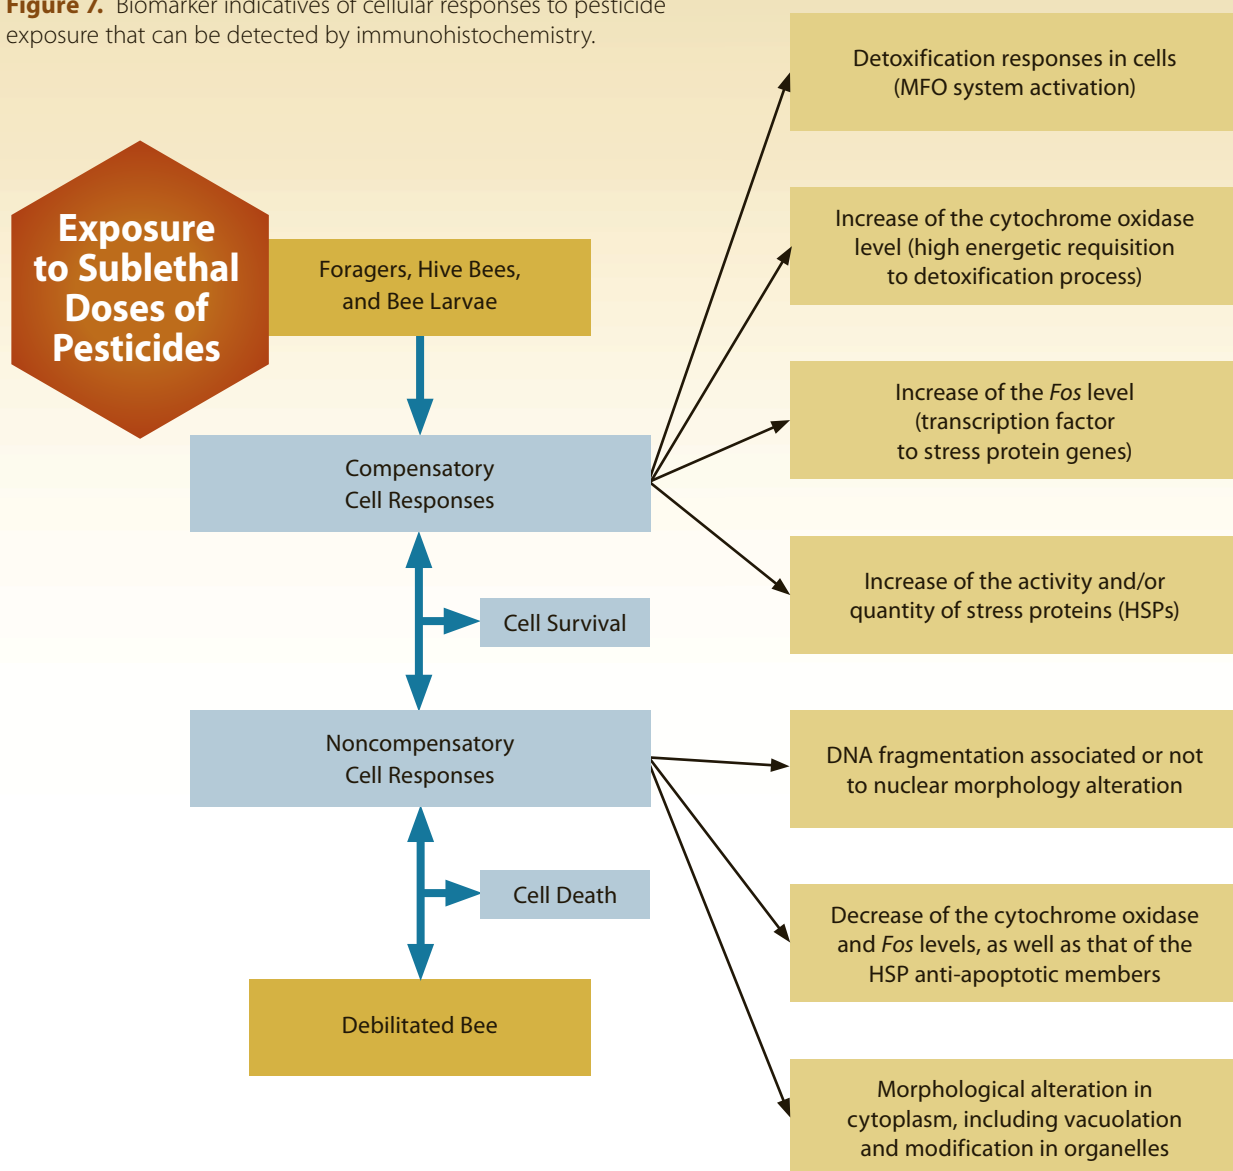 Figure 7. Biomarker indicatives of cellular responses to pesticide
exposure that can be detected by immunohistochemistry.
Exposure
to Sublethal
Doses of
Pesticides
Foragers, Hive Bees,
and Bee Larvae
Compensatory
Cell Responses
Cell Survival
Noncompensatory
Cell Responses
Cell Death
Debilitated Bee
Detoxification responses in cells
(MFO system activation)
Increase of the cytochrome oxidase
level (high energetic requisition
to detoxification process)
Increase of the Fos level
(transcription factor
to stress protein genes)
Increase of the activity and/or
quantity of stress proteins (HSPs)
DNA fragmentation associated or not
to nuclear morphology alteration
Decrease of the cytochrome oxidase
and Fos levels, as well as that of the
HSP anti-apoptotic members
Morphological alteration in
cytoplasm, including vacuolation
and modification in organelles